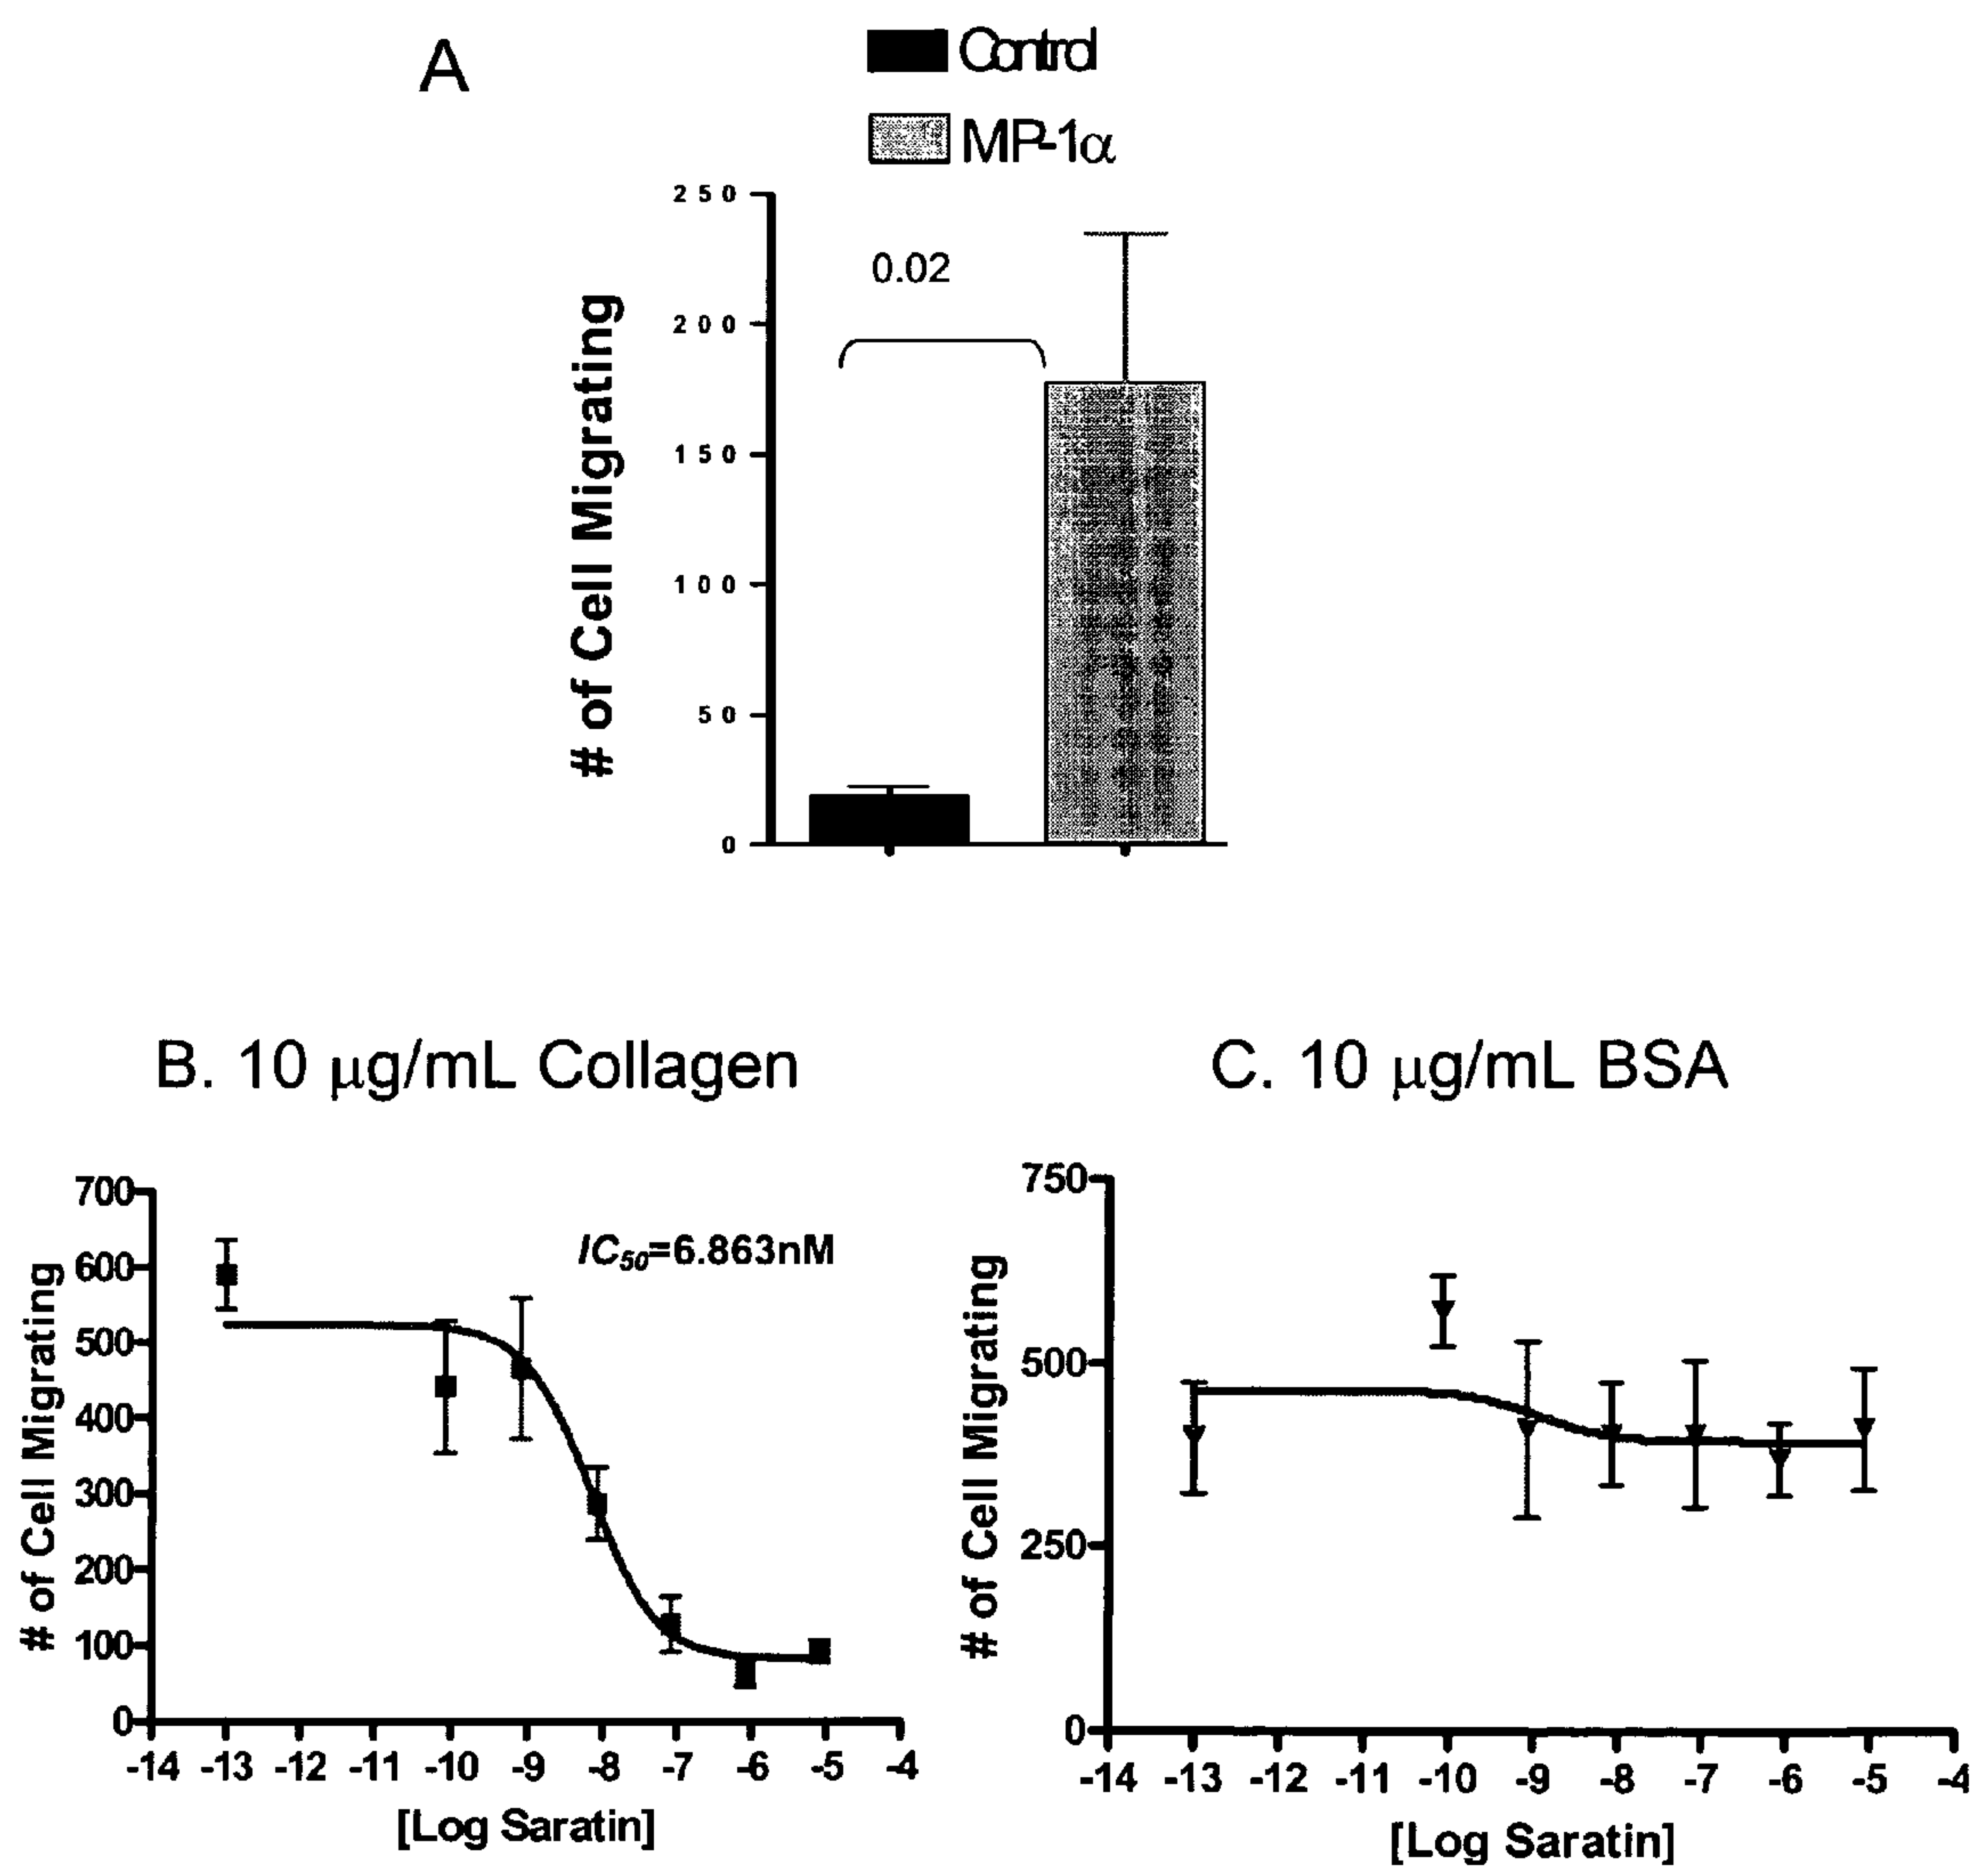 A
Control
MP-1α
250
0.02
200
150
100
50
0
# of Cell Migrating
B. 10 μg/mL Collagen
700
600
500
400
300
200
100
0
# of Cell Migrating
IC50=6.863nM
-14 -13 -12 -11 -10 -9 -8 -7 -6 -5 -4
[Log Saratin]
C. 10 μg/mL BSA
750
500
250
0
# of Cell Migrating
-14 -13 -12 -11 -10 -9 -8 -7 -6 -5 -4
[Log Saratin]